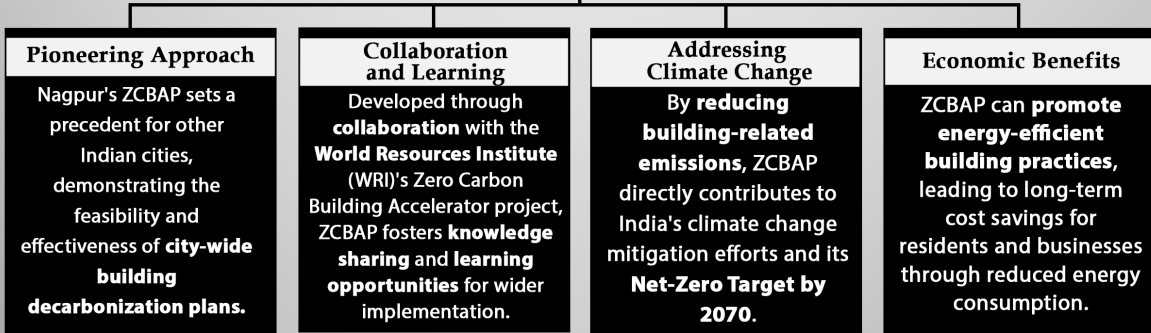 Pioneering Approach
Nagpur's ZCBAP sets a
precedent for other
Indian cities,
demonstrating the
feasibility and
effectiveness of city-wide
building
decarbonization plans.
Collaboration
and Learning
Developed through
collaboration with the
World Resources Institute
(WRI)'s Zero Carbon
Building Accelerator project,
ZCBAP fosters knowledge
sharing and learning
opportunities for wider
implementation.
Addressing
Climate Change
By reducing
building-related
emissions, ZCBAP
directly contributes to
India's climate change
mitigation efforts and its
Net-Zero Target by
2070.
Economic Benefits
ZCBAP can promote
energy-efficient
building practices,
leading to long-term
cost savings for
residents and businesses
through reduced energy
consumption.